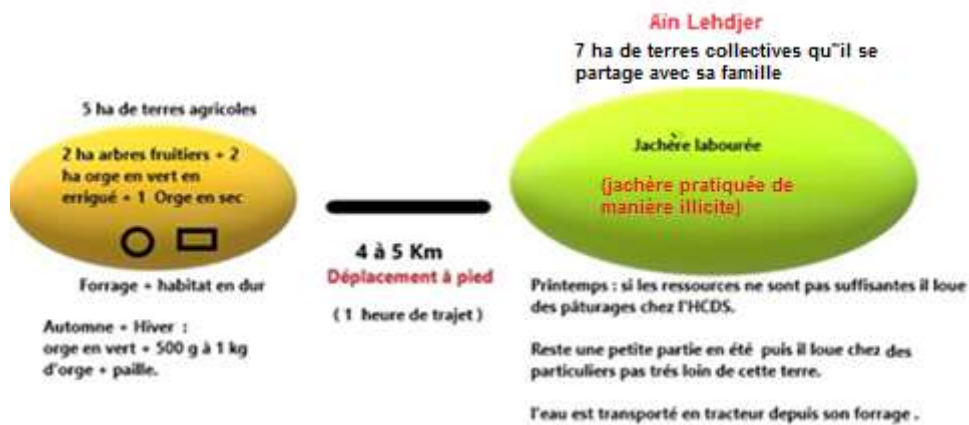 Ain Lehdjer
7 ha de terres collectives qu˜il se
partage avec sa famille
5 ha de terres agricoles
2 ha arbres fruitiers + 2
ha orge en vert en
errigué + 1 Orge en sec
Jachère labourée
(jachère pratiquée de
manière illicite)
4 à 5 Km
Déplacement à pied
( 1 heure de trajet )
Forrage + habitat en dur
Automne + Hiver :
orge en vert + 500 g à 1 kg
d'orge + paille.
Printemps : si les ressources ne sont pas suffisantes il loue
des pâturages chez l'HCDS.
Reste une petite partie en été puis il loue chez des
particuliers pas trés loin de cette terre.
l'eau est transporté en tracteur depuis son forrage .